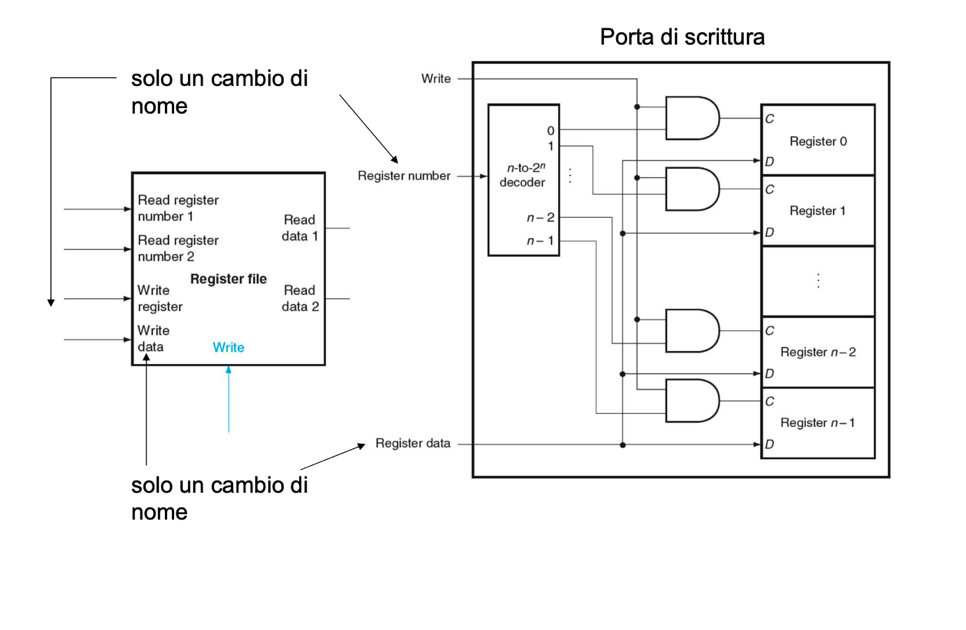 Porta di scrittura
solo un cambio di
nome
Write
Register number
n-to-2ⁿ
decoder
0
1
⋮
n–2
n–1
C
Register 0
D
C
Register 1
D
⋮
C
Register n–2
D
C
Register n–1
D
Register data
Read register
number 1
Read register
number 2
Write
register
Write
data
Register file
Read
data 1
Read
data 2
Write
solo un cambio di
nome